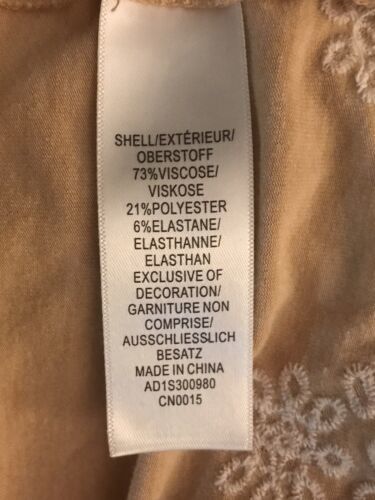 SHELL/EXTÉRIEUR/
OBERSTOFF
73%VISCOSE/
VISKOSE
21%POLYESTER
6%ELASTANE/
ELASTHANNE/
ELASTHAN
EXCLUSIVE OF
DECORATION/
GARNITURE NON
COMPRISE/
AUSSCHLIESSLICH
BESATZ
MADE IN CHINA
AD1S300980
CN0015